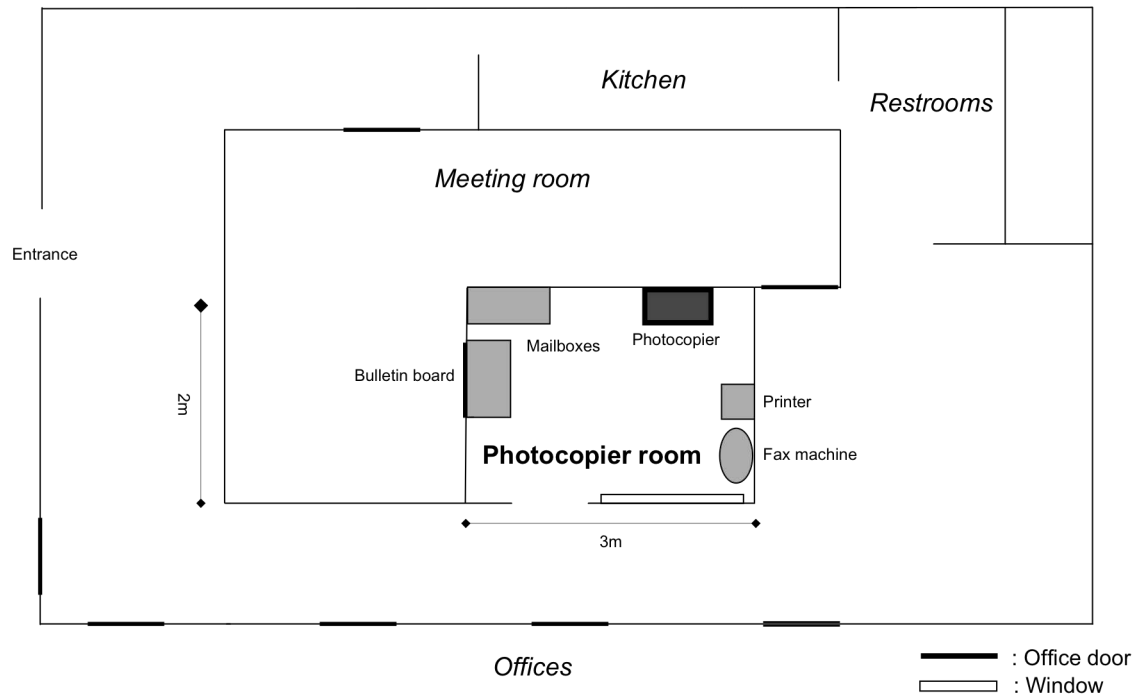 Kitchen
Restrooms
Meeting room
Entrance
Mailboxes
Photocopier
Bulletin board
2m
Printer
Photocopier room
Fax machine
3m
Offices
: Office door
: Window